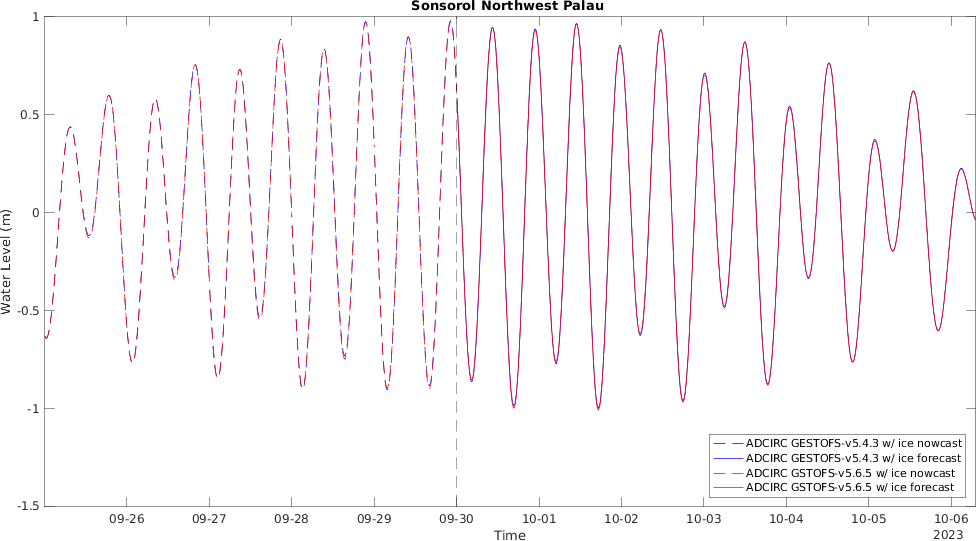 Sonsorol Northwest Palau
1
0.5
0
-0.5
-1
-1.5
Water Level (m)
ADCIRC GESTOFS-v5.4.3 w/ ice nowcast
ADCIRC GESTOFS-v5.4.3 w/ ice forecast
ADCIRC GSTOFS-v5.6.5 w/ ice nowcast
ADCIRC GSTOFS-v5.6.5 w/ ice forecast
09-26 09-27 09-28 09-29 09-30 10-01 10-02 10-03 10-04 10-05 10-06
2023
Time